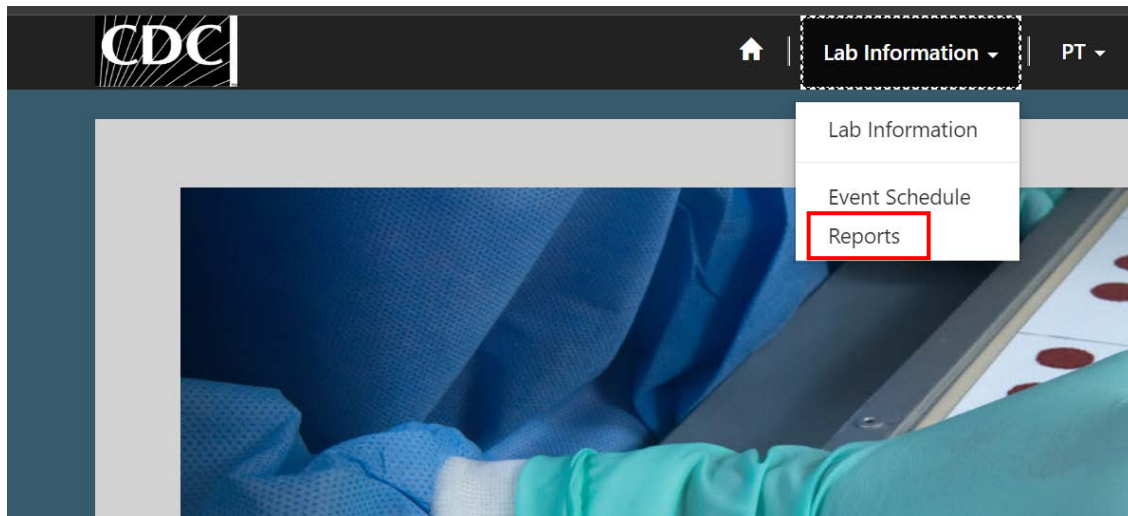 CDC
Lab Information
PT
Lab Information
Event Schedule
Reports